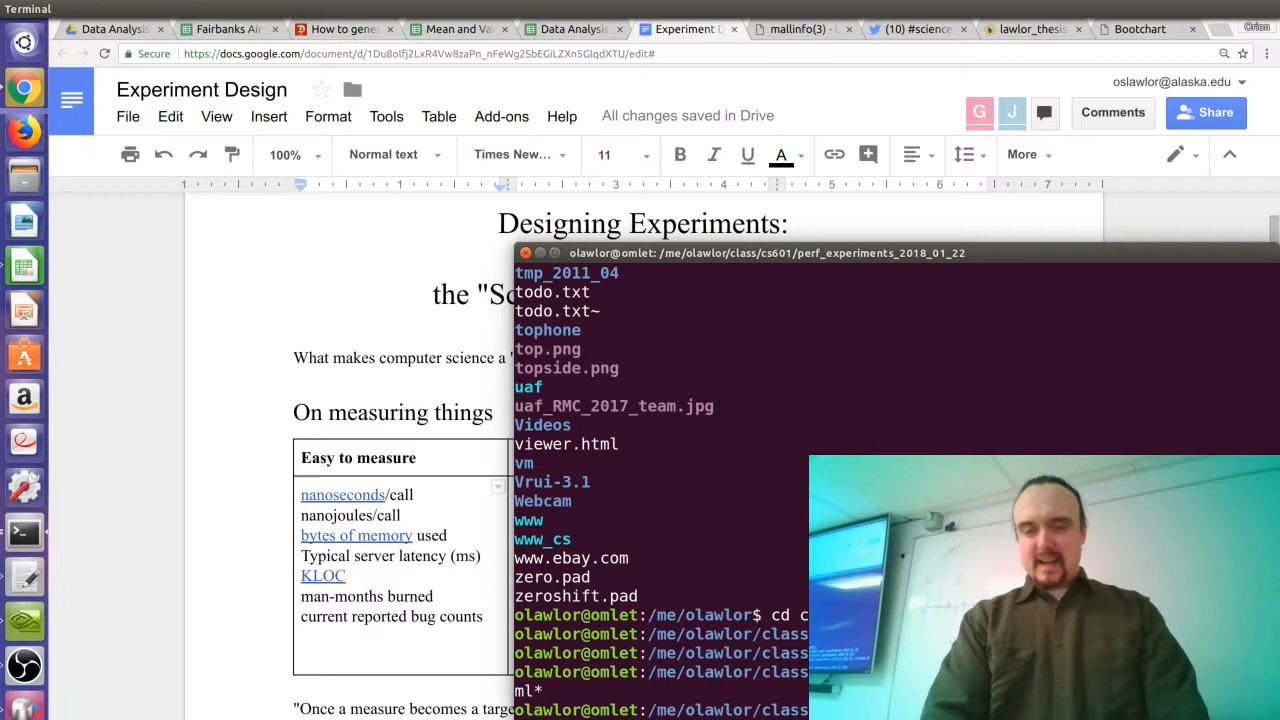 Terminal
Data Analysis
Fairbanks Air
How to gene
Mean and Va
Data Analysis
Experiment D
mallinfo(3) - L
(10) #science
lawlor_thesis
Bootchart
Orion
Secure
https://docs.google.com/document/d/1Du8olfj2LxR4Vw8zaPn_nFeWg2SbEGiLZXn5GlqdXTU/edit#
Experiment Design
oslawlor@alaska.edu
File Edit View Insert Format Tools Table Add-ons Help All changes saved in Drive
G J Comments Share
100% Normal text Times New... 11 B I U A More
1 1 2 3 4 5 6 7
Designing Experiments:
the "Sc
What makes computer science a "
On measuring things
Easy to measure
nanoseconds/call
nanojoules/call
bytes of memory used
Typical server latency (ms)
KLOC
man-months burned
current reported bug counts
"Once a measure becomes a targe
olawlor@omlet: /me/olawlor/class/cs601/perf_experiments_2018_01_22
tmp_2011_04
todo.txt
todo.txt~
tophone
top.png
topside.png
uaf
uaf_RMC_2017_team.jpg
Videos
viewer.html
vm
Vrui-3.1
Webcam
www
www_cs
www.ebay.com
zero.pad
zeroshift.pad
olawlor@omlet:/me/olawlor$ cd c
olawlor@omlet:/me/olawlor/class
olawlor@omlet:/me/olawlor/class
olawlor@omlet:/me/olawlor/class
ml*
olawlor@omlet:/me/olawlor/class